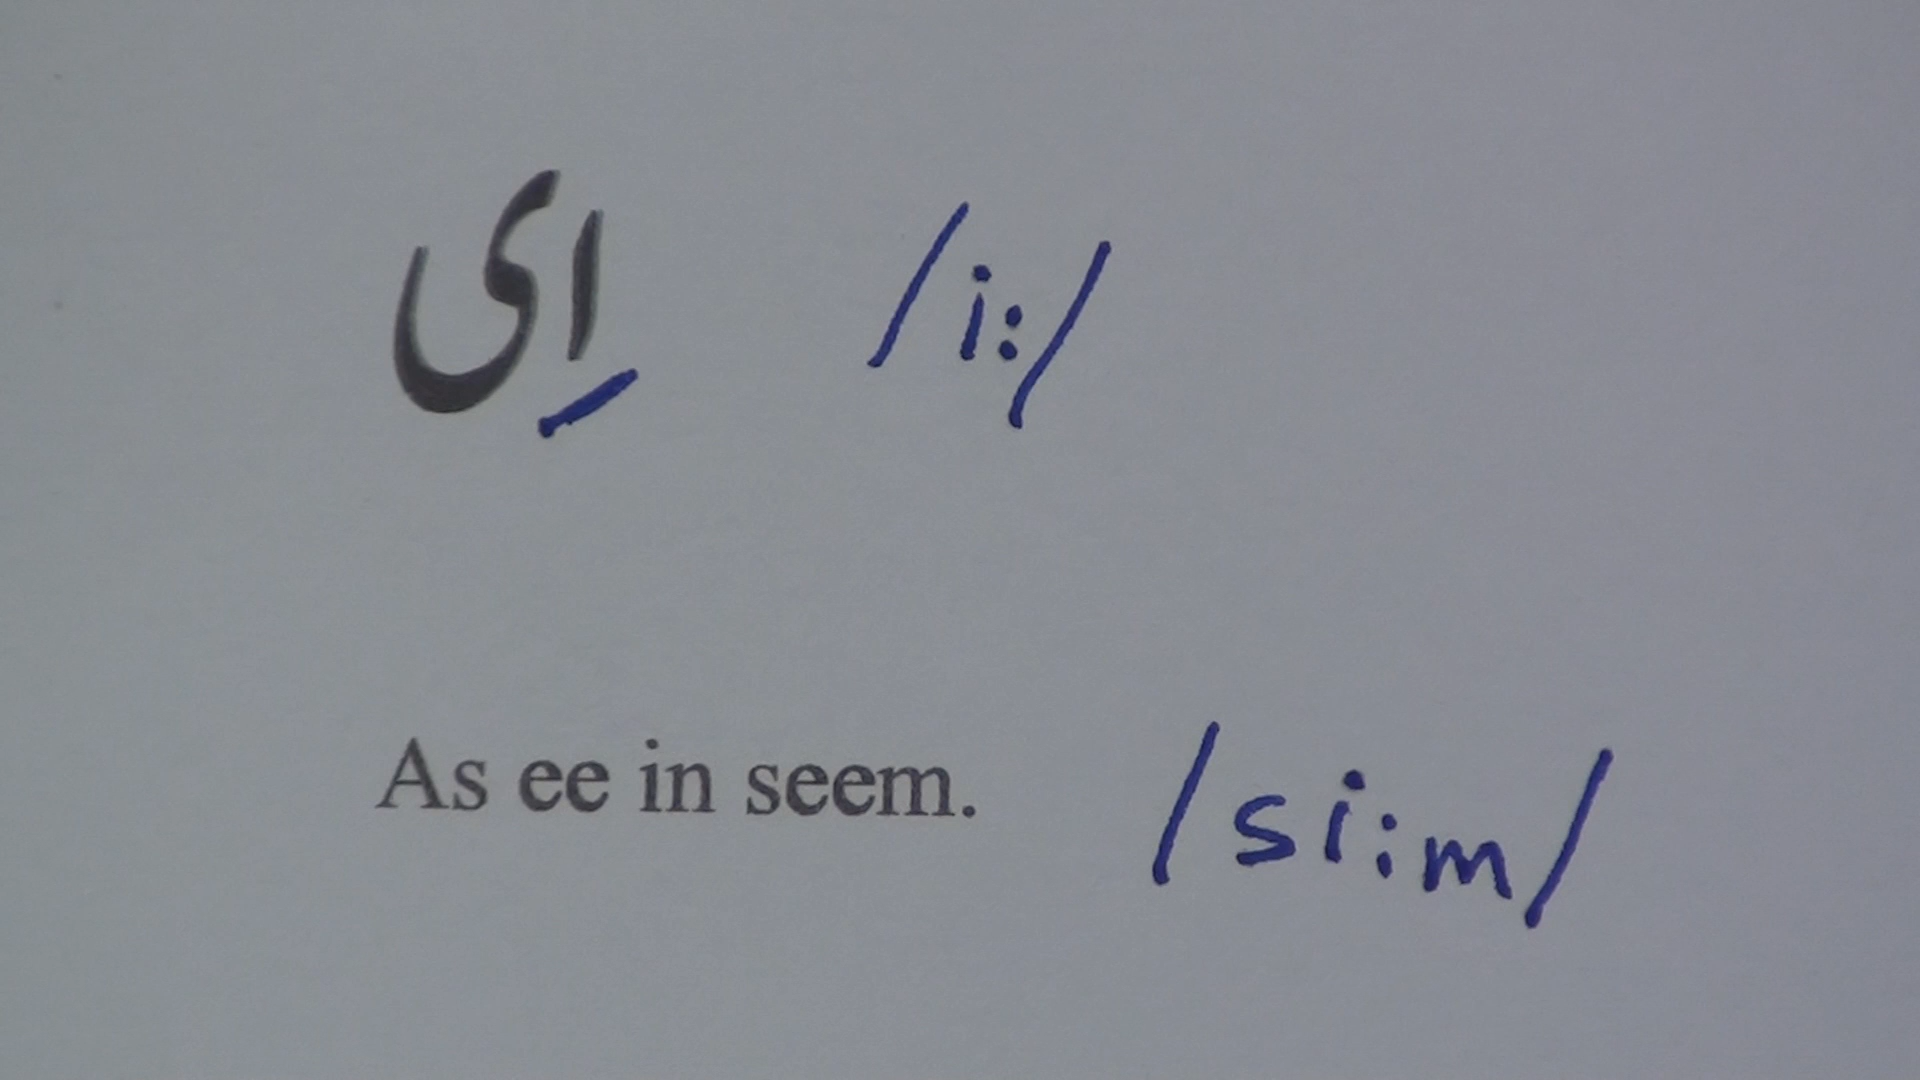 اِی /i:/
As ee in seem. /si:m/